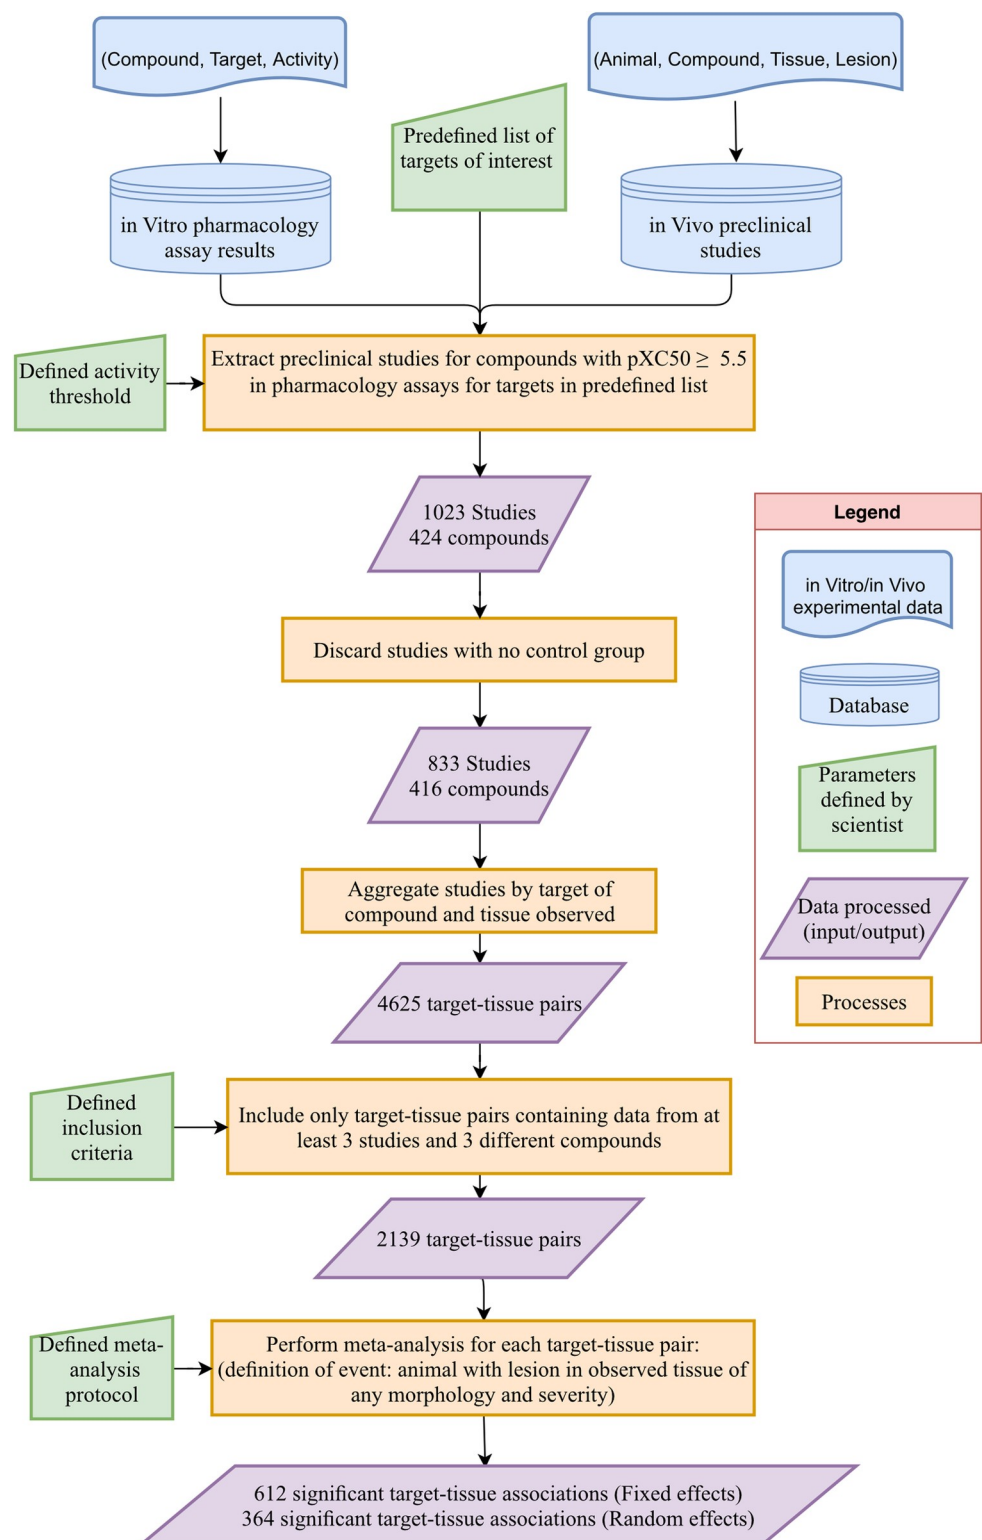 (Compound, Target, Activity)
(Animal, Compound, Tissue, Lesion)
Predefined list of
targets of interest
in Vitro pharmacology
assay results
in Vivo preclinical
studies
Defined activity
threshold
Extract preclinical studies for compounds with pXC50 ≥ 5.5
in pharmacology assays for targets in predefined list
1023 Studies
424 compounds
Discard studies with no control group
833 Studies
416 compounds
Aggregate studies by target of
compound and tissue observed
4625 target-tissue pairs
Defined
inclusion
criteria
Include only target-tissue pairs containing data from at
least 3 studies and 3 different compounds
2139 target-tissue pairs
Defined meta-
analysis
protocol
Perform meta-analysis for each target-tissue pair:
(definition of event: animal with lesion in observed tissue of
any morphology and severity)
612 significant target-tissue associations (Fixed effects)
364 significant target-tissue associations (Random effects)
Legend
in Vitro/in Vivo
experimental data
Database
Parameters
defined by
scientist
Data processed
(input/output)
Processes